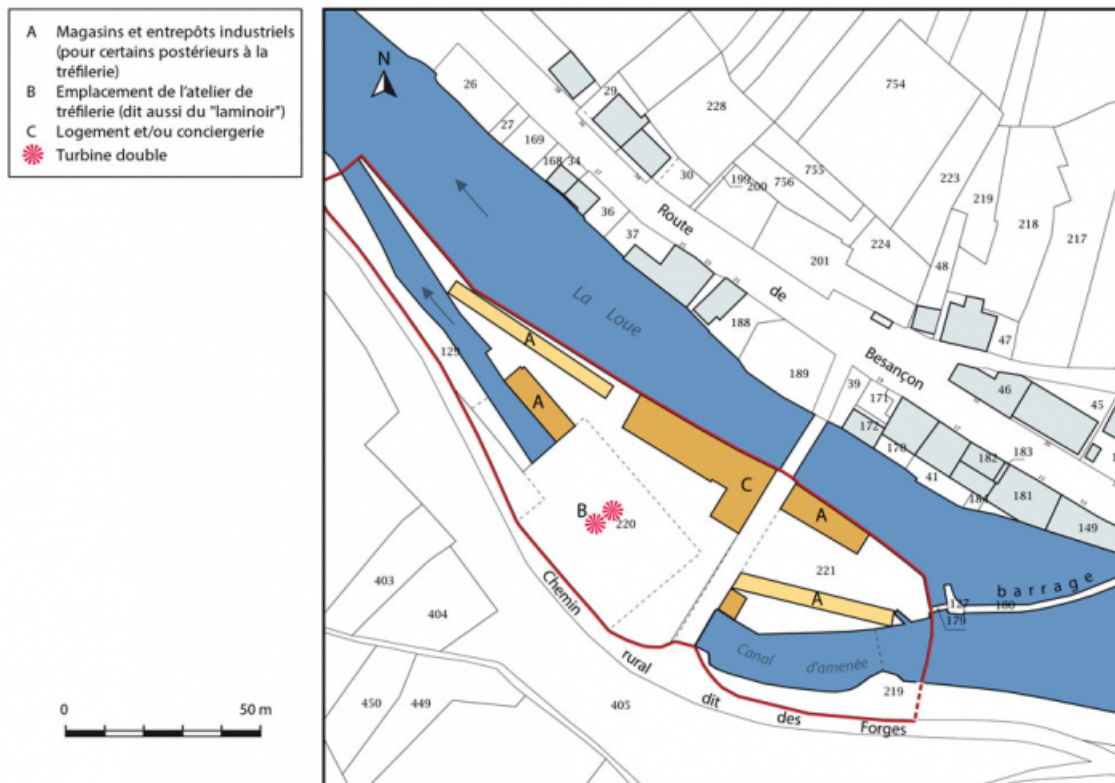 A Magasins et entrepôts industriels
(pour certains postérieurs à la
tréfilerie)
B Emplacement de l'atelier de
tréfilerie (dit aussi du "laminoir")
C Logement et/ou conciergerie
Turbine double
0 50 m
N
26
29
228
754
27
169
168
34
30
199
200
756
755
223
219
218
217
36
37
Route
de
Besançon
201
224
48
La Loue
188
189
47
46
45
39
171
172
170
41
182
183
181
149
129
A
A
C
A
B
220
221
A
barrage
127
180
179
Canal d'amenée
219
403
404
450
449
405
Chemin
rural
dit
des
Forges